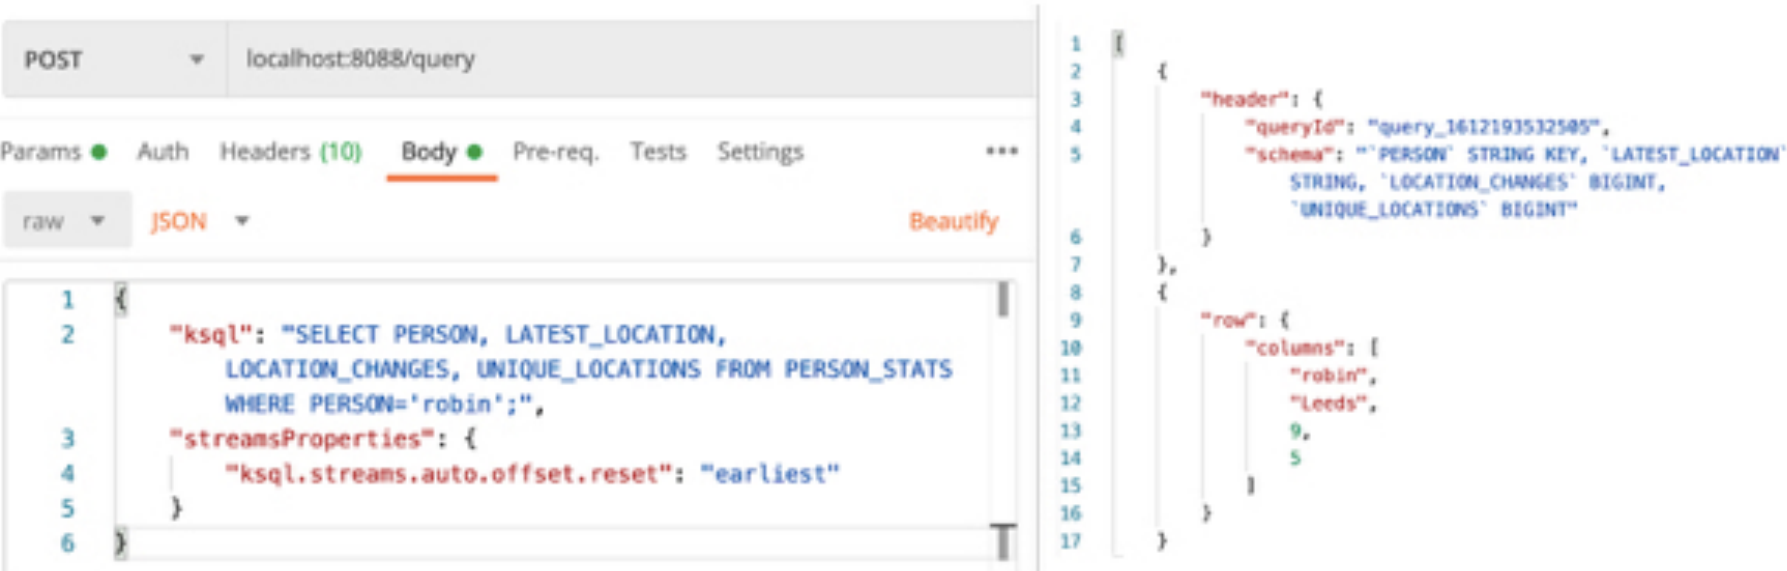 POST localhost:8088/query
Params Auth Headers (10) Body Pre-req. Tests Settings •••
raw JSON Beautify
1 {
2 "ksql": "SELECT PERSON, LATEST_LOCATION,
LOCATION_CHANGES, UNIQUE_LOCATIONS FROM PERSON_STATS
WHERE PERSON='robin';",
3 "streamsProperties": {
4 "ksql.streams.auto.offset.reset": "earliest"
5 }
6 }
1 [
2 {
3 "header": {
4 "queryId": "query_1612193532505",
5 "schema": "`PERSON` STRING KEY, `LATEST_LOCATION`
STRING, `LOCATION_CHANGES` BIGINT,
`UNIQUE_LOCATIONS` BIGINT"
6 }
7 },
8 {
9 "row": {
10 "columns": [
11 "robin",
12 "Leeds",
13 9,
14 5
15 ]
16 }
17 }